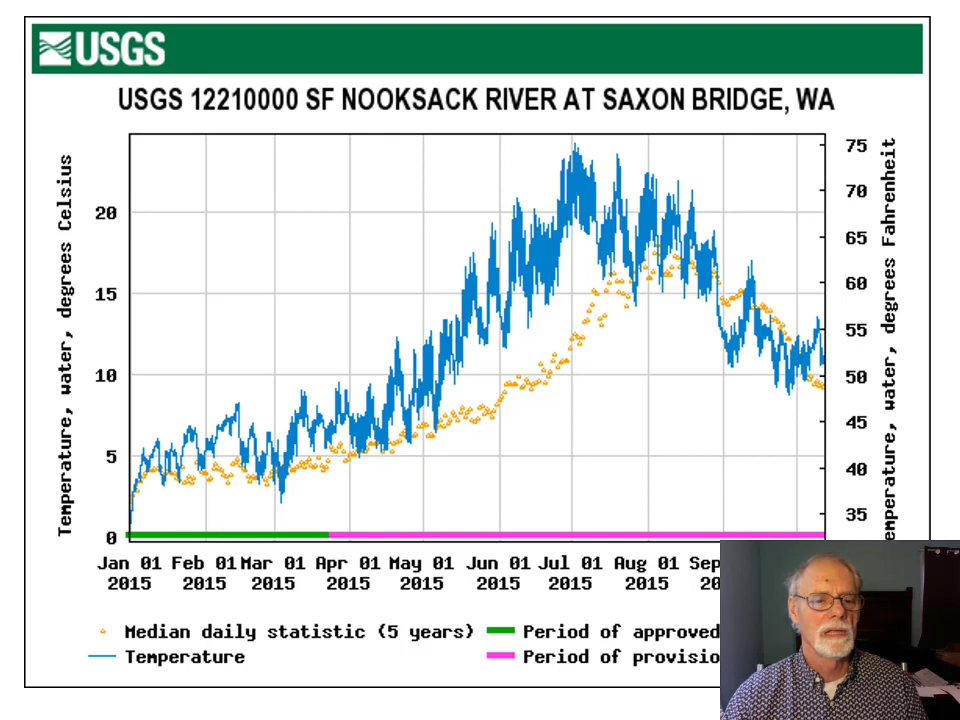 USGS
USGS 12210000 SF NOOKSACK RIVER AT SAXON BRIDGE, WA
Temperature, water, degrees Celsius
20
15
10
5
0
75
70
65
60
55
50
45
40
35
emperature, water, degrees Fahrenheit
Jan 01 Feb 01 Mar 01 Apr 01 May 01 Jun 01 Jul 01 Aug 01 Sep
2015 2015 2015 2015 2015 2015 2015 2015 20
Median daily statistic (5 years) Period of approved
Temperature Period of provisio